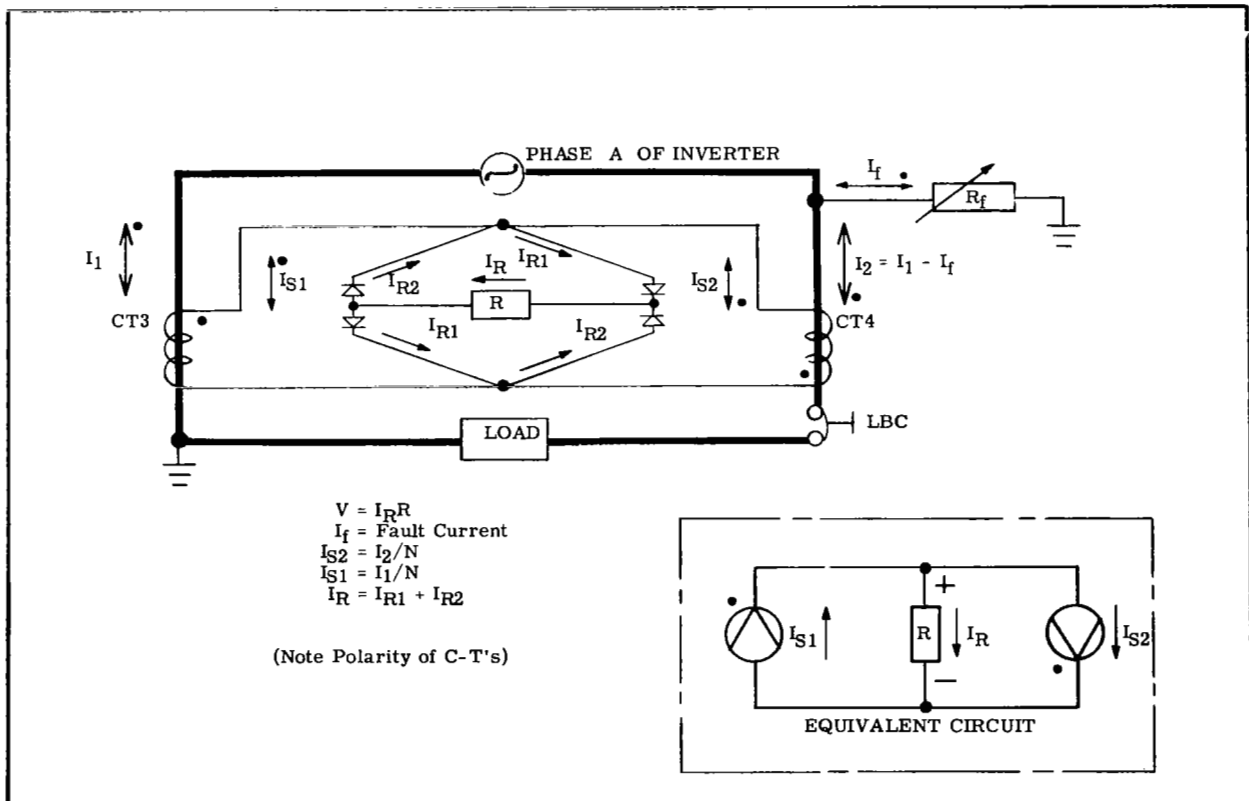 PHASE A OF INVERTER
If
Rf
I1
IS1
IR2
IR
IR1
IS2
I2 = I1 - If
CT3
R
IR1
IR2
CT4
LBC
LOAD
V = IRR
If = Fault Current
IS2 = I2/N
IS1 = I1/N
IR = IR1 + IR2
(Note Polarity of C-T's)
IS1
+
R
IR
−
IS2
EQUIVALENT CIRCUIT